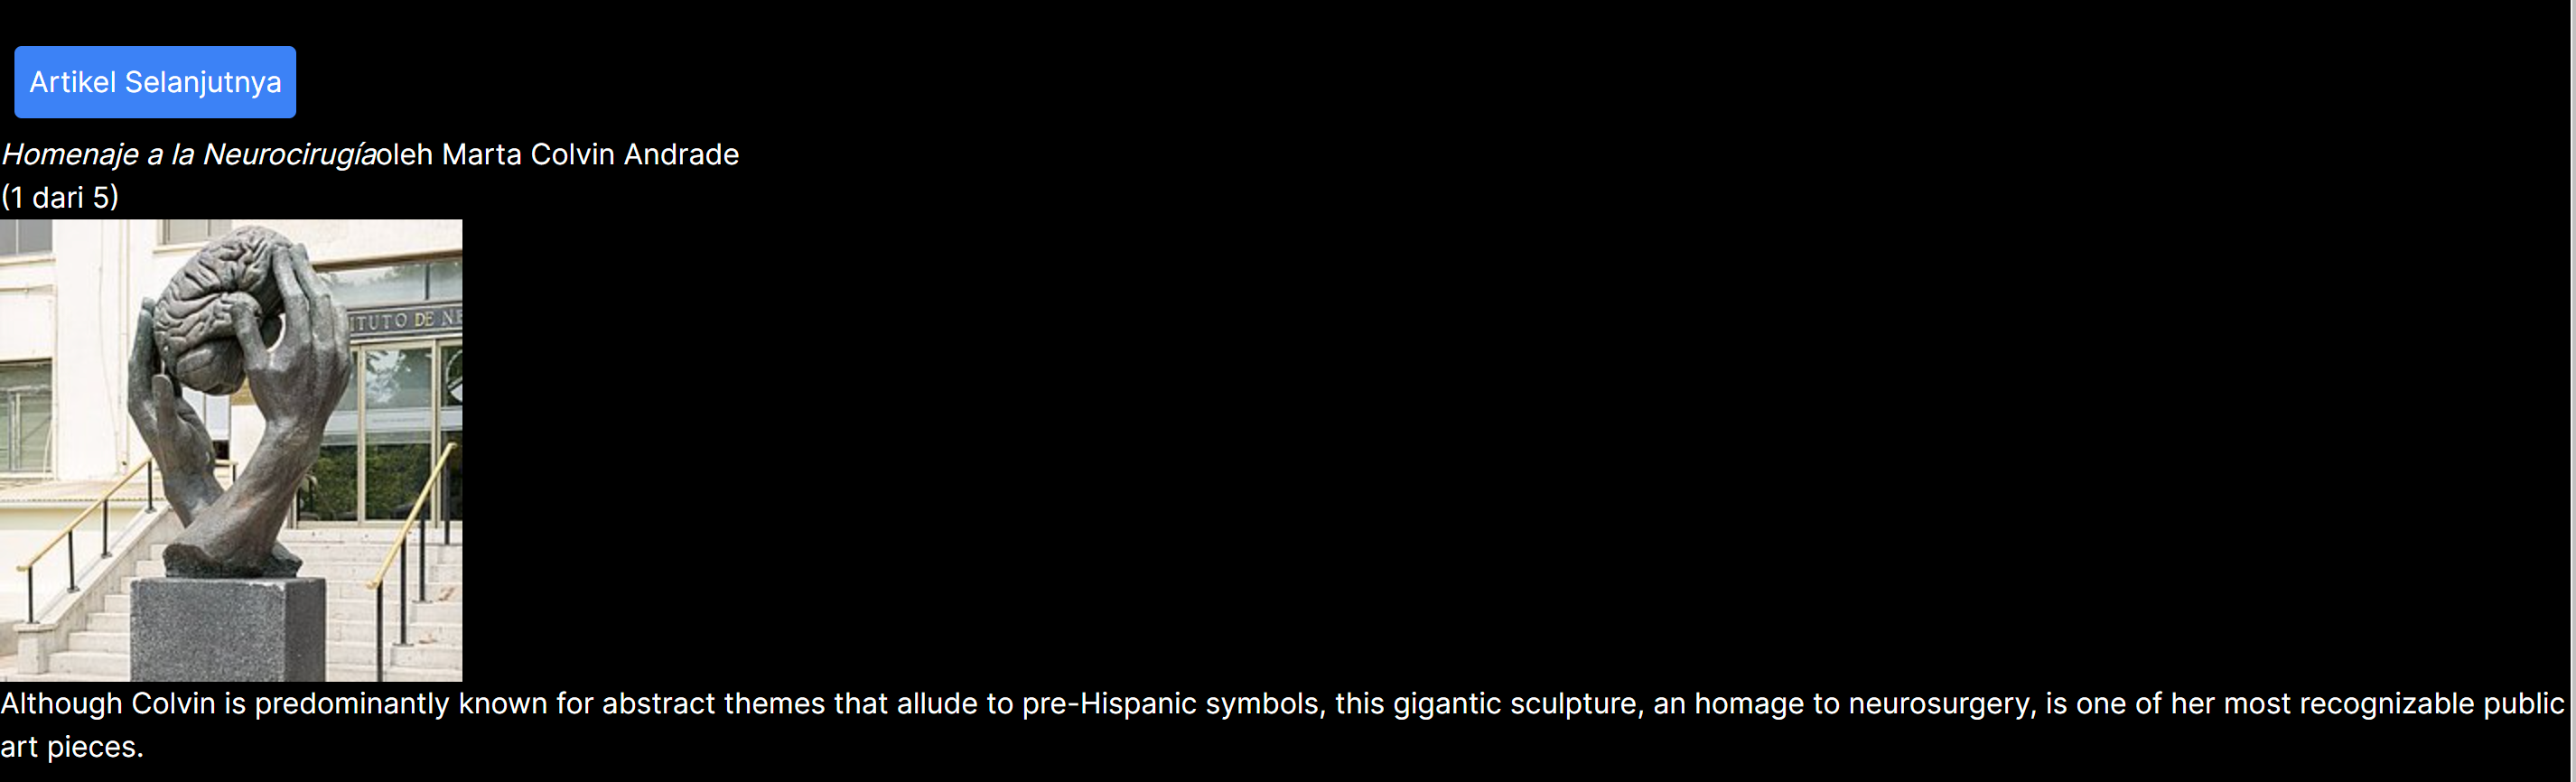 Artikel Selanjutnya
Homenaje a la Neurocirugíaoleh Marta Colvin Andrade
(1 dari 5)
ITUTO DE NE
Although Colvin is predominantly known for abstract themes that allude to pre-Hispanic symbols, this gigantic sculpture, an homage to neurosurgery, is one of her most recognizable public
art pieces.